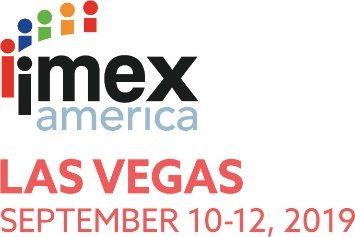 imex
america
LAS VEGAS
SEPTEMBER 10-12, 2019